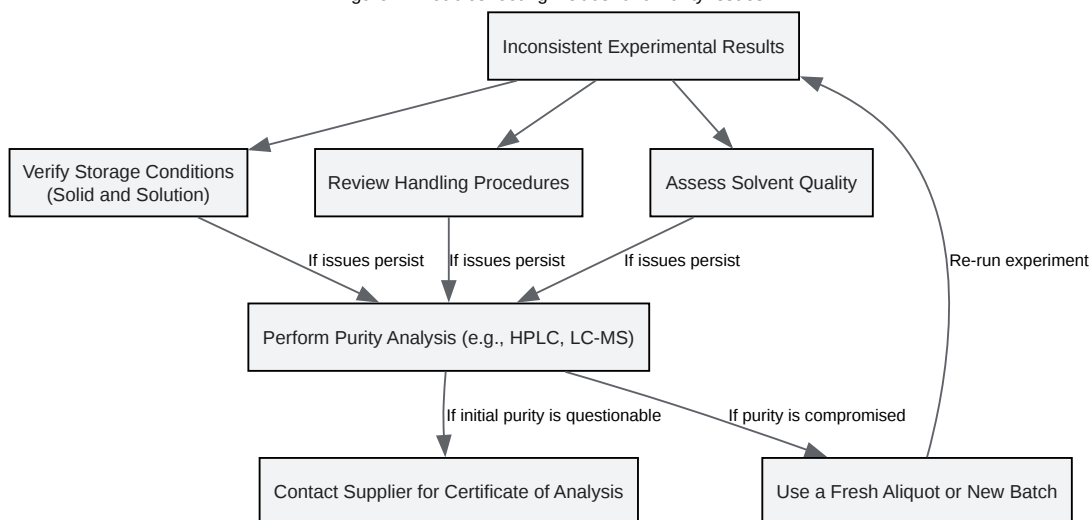 Inconsistent Experimental Results
Verify Storage Conditions
(Solid and Solution)
Review Handling Procedures
Assess Solvent Quality
If issues persist
If issues persist
If issues persist
Re-run experiment
Perform Purity Analysis (e.g., HPLC, LC-MS)
If initial purity is questionable
If purity is compromised
Contact Supplier for Certificate of Analysis
Use a Fresh Aliquot or New Batch